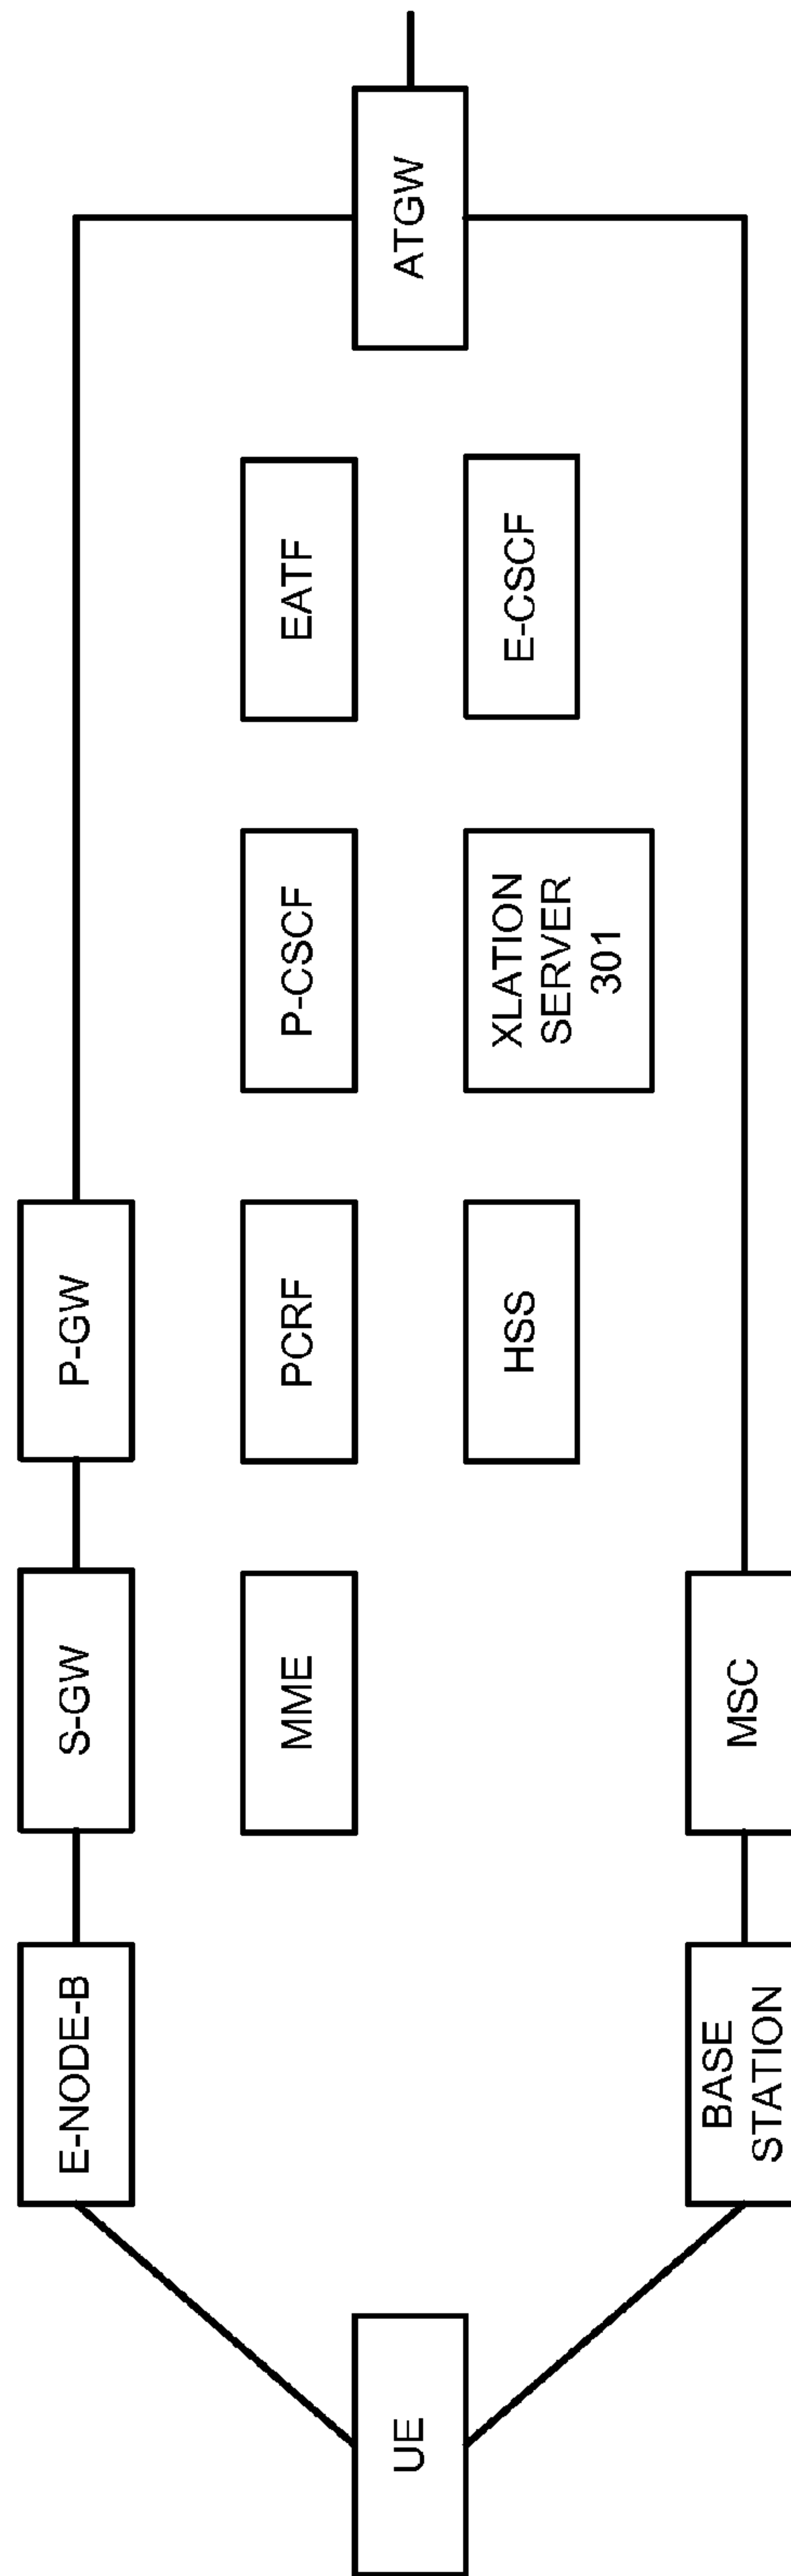 E-NODE-B
S-GW
P-GW
MME
PCRF
P-CSCF
EATF
UE
ATGW
HSS
XLATION
SERVER
301
E-CSCF
BASE
STATION
MSC